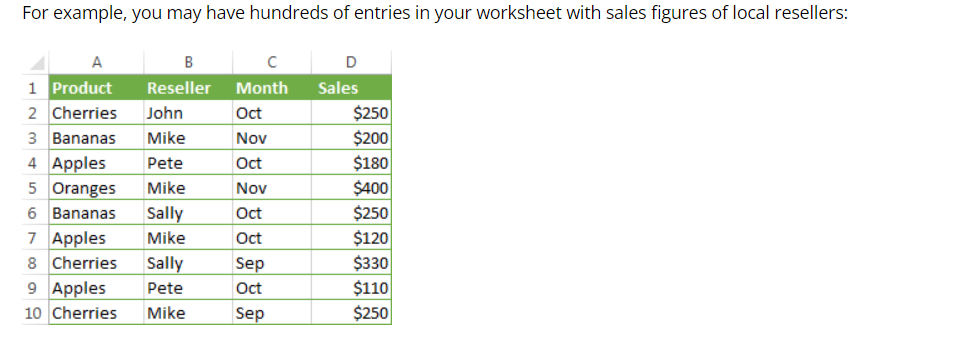 For example, you may have hundreds of entries in your worksheet with sales figures of local resellers:
A B C D
1 Product Reseller Month Sales
2 Cherries John Oct $250
3 Bananas Mike Nov $200
4 Apples Pete Oct $180
5 Oranges Mike Nov $400
6 Bananas Sally Oct $250
7 Apples Mike Oct $120
8 Cherries Sally Sep $330
9 Apples Pete Oct $110
10 Cherries Mike Sep $250